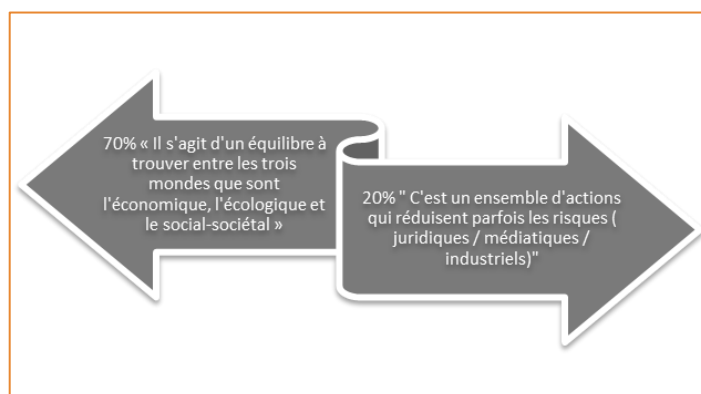 70% « Il s'agit d'un équilibre à
trouver entre les trois
mondes que sont
l'économique, l'écologique et
le social-sociétal »
20% " C'est un ensemble d'actions
qui réduisent parfois les risques (
juridiques / médiatiques /
industriels)"